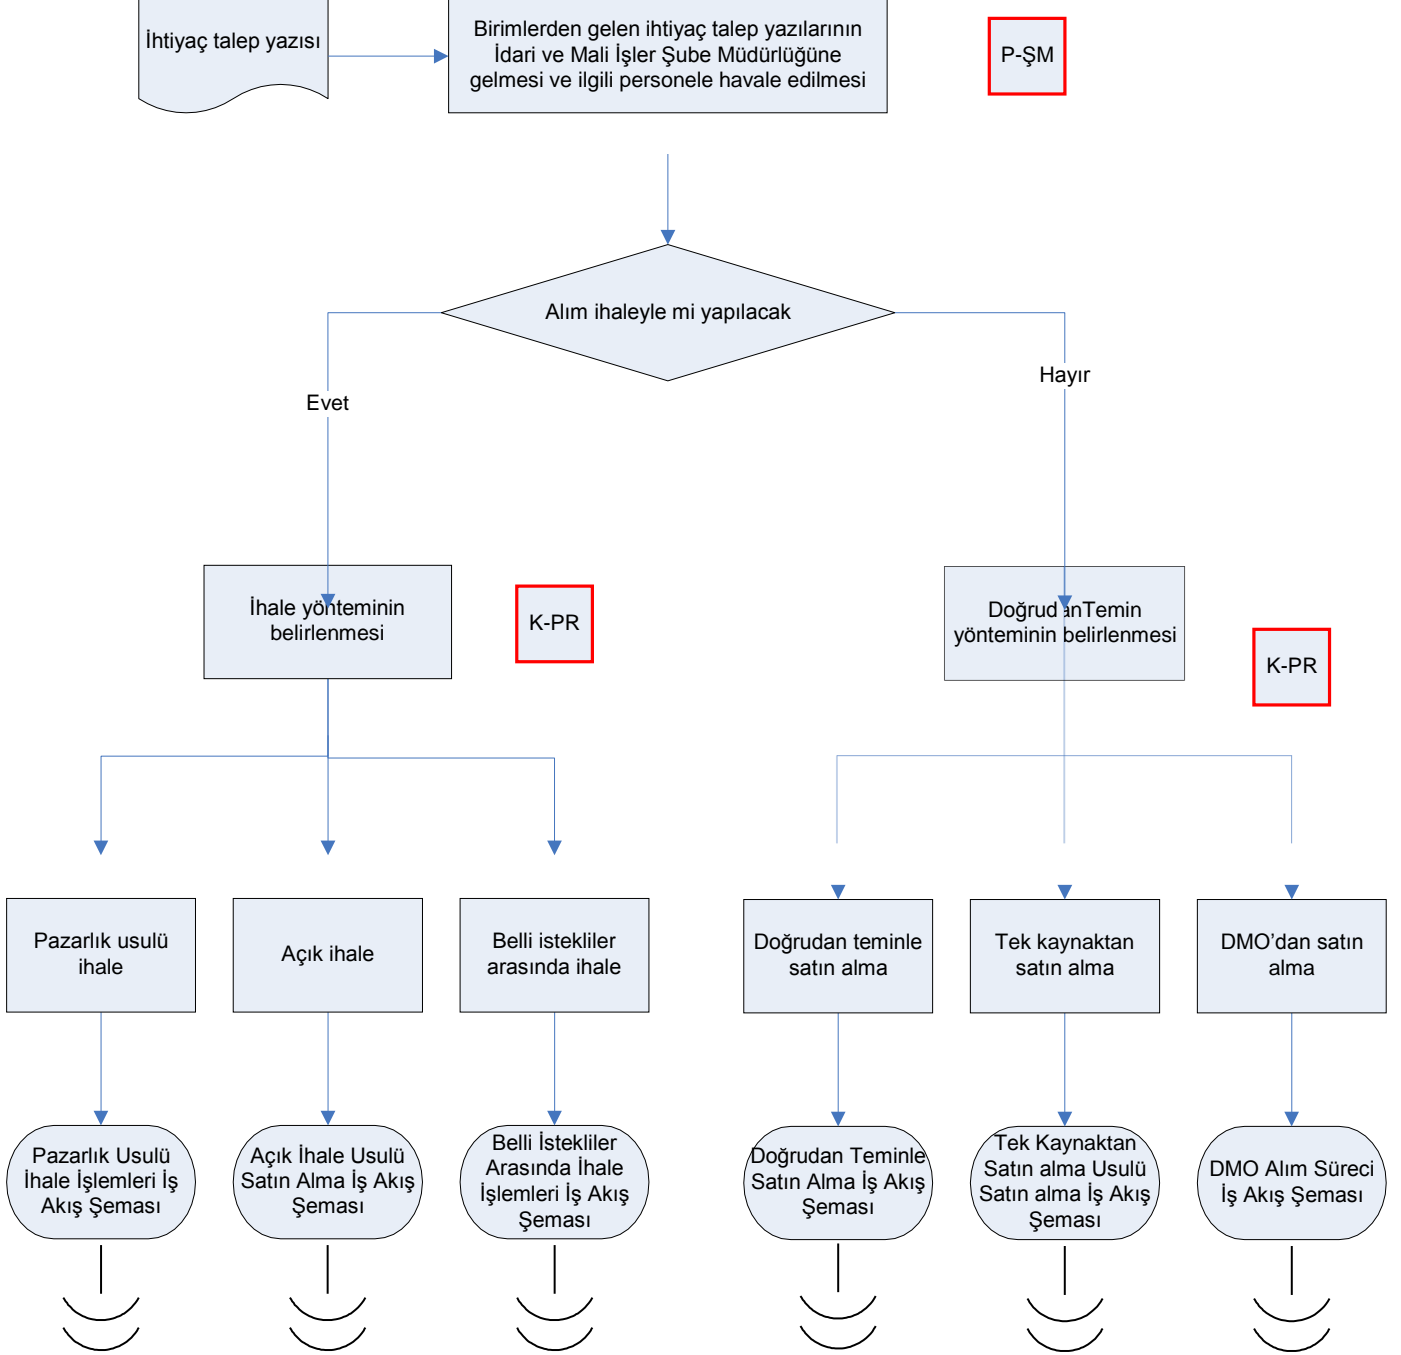 İhtiyaç talep yazısı
Birimlerden gelen ihtiyaç talep yazılarının
İdari ve Mali İşler Şube Müdürlüğüne
gelmesi ve ilgili personele havale edilmesi
P-ŞM
Alım ihaleyle mi yapılacak
Evet
Hayır
İhale yönteminin
belirlenmesi
K-PR
DoğrudanTemin
yönteminin belirlenmesi
K-PR
Pazarlık usulü
ihale
Açık ihale
Belli istekliler
arasında ihale
Doğrudan teminle
satın alma
Tek kaynaktan
satın alma
DMO’dan satın
alma
Pazarlık Usulü
İhale İşlemleri İş
Akış Şeması
Açık İhale Usulü
Satın Alma İş Akış
Şeması
Belli İstekliler
Arasında İhale
İşlemleri İş Akış
Şeması
Doğrudan Teminle
Satın Alma İş Akış
Şeması
Tek Kaynaktan
Satın alma Usulü
Satın alma İş Akış
Şeması
DMO Alım Süreci
İş Akış Şeması